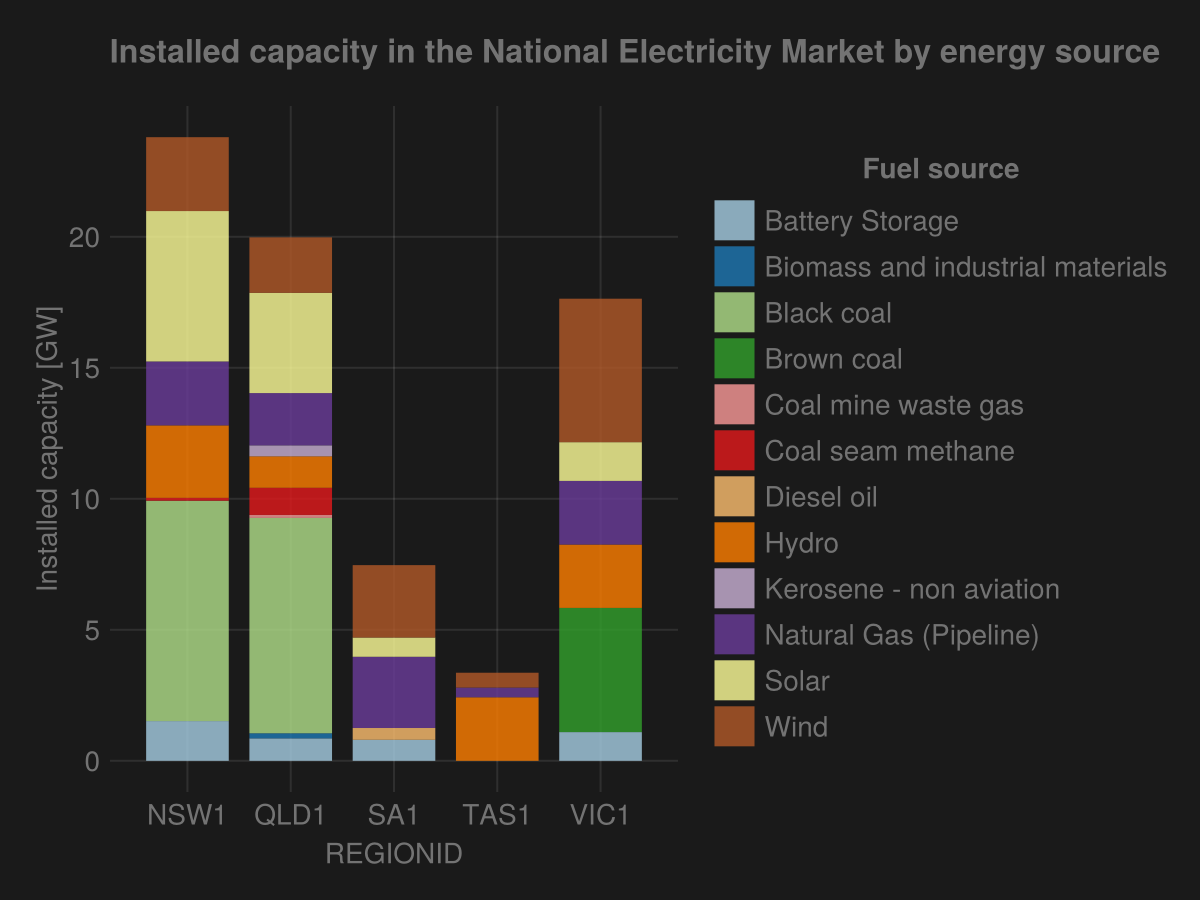 Installed capacity in the National Electricity Market by energy source
Installed capacity [GW]
20
15
10
5
0
NSW1 QLD1 SA1 TAS1 VIC1
REGIONID
Fuel source
Battery Storage
Biomass and industrial materials
Black coal
Brown coal
Coal mine waste gas
Coal seam methane
Diesel oil
Hydro
Kerosene - non aviation
Natural Gas (Pipeline)
Solar
Wind